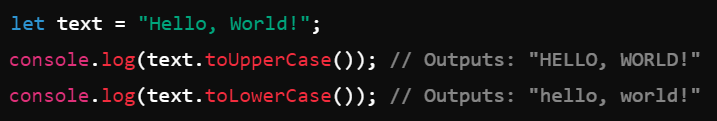 let text = "Hello, World!";
console.log(text.toUpperCase()); // Outputs: "HELLO, WORLD!"
console.log(text.toLowerCase()); // Outputs: "hello, world!"